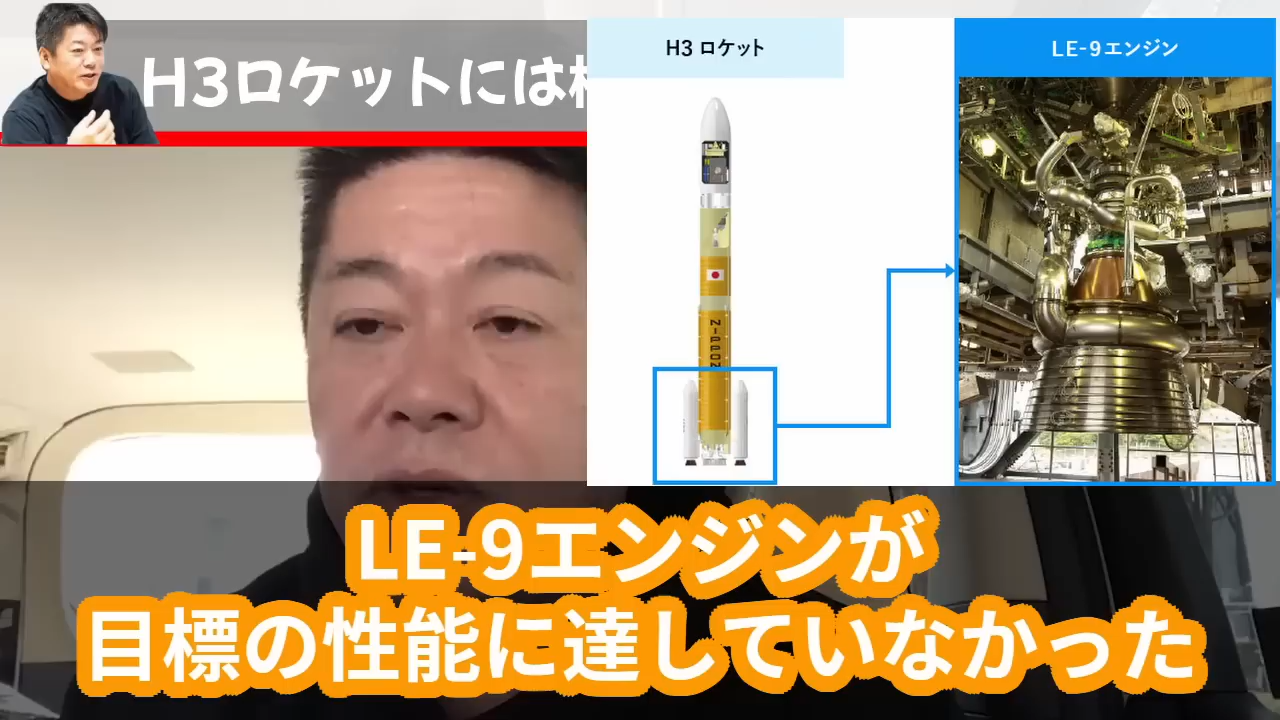 H3ロケットには
H3 ロケット
LE-9エンジン
NIPPON
LE-9エンジンが
目標の性能に達していなかった